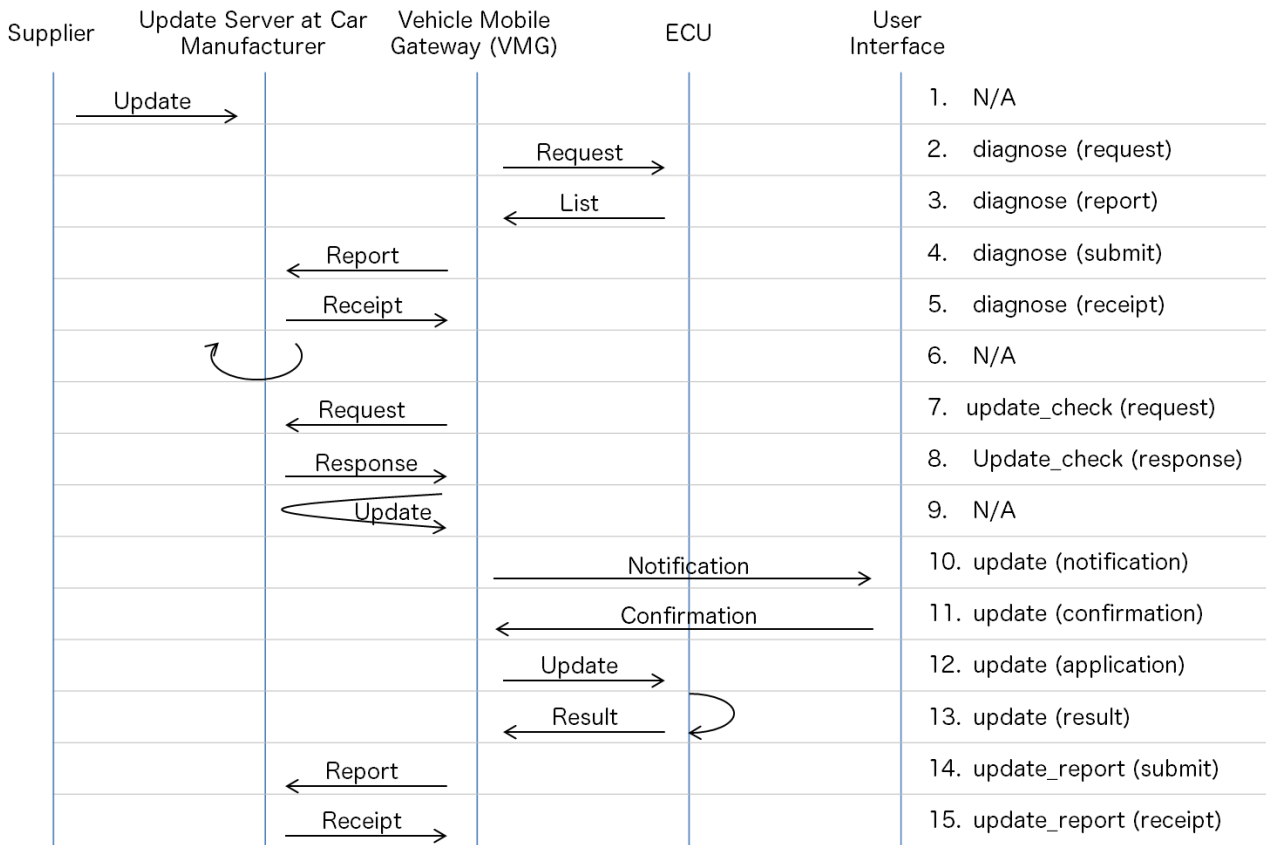 Supplier
Update Server at Car
Manufacturer
Vehicle Mobile
Gateway (VMG)
ECU
User
Interface
Update
1. N/A
Request
2. diagnose (request)
List
3. diagnose (report)
Report
4. diagnose (submit)
Receipt
5. diagnose (receipt)
6. N/A
Request
7. update_check (request)
Response
8. Update_check (response)
Update
9. N/A
Notification
10. update (notification)
Confirmation
11. update (confirmation)
Update
12. update (application)
Result
13. update (result)
Report
14. update_report (submit)
Receipt
15. update_report (receipt)